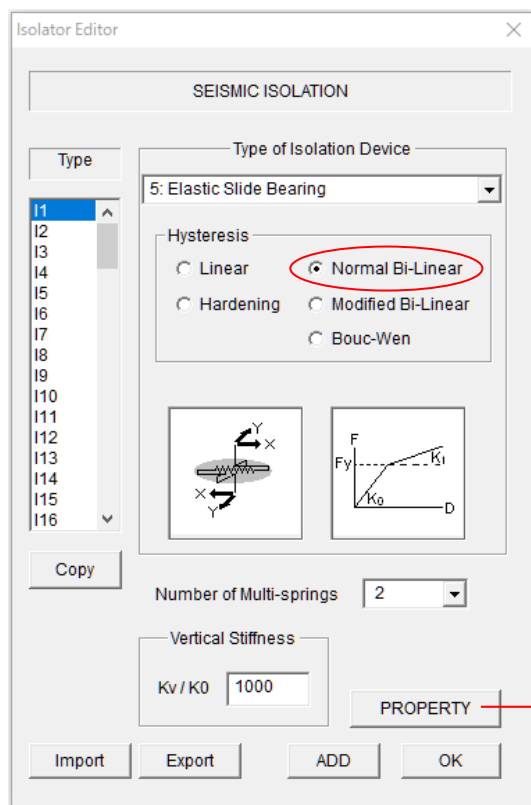 Isolator Editor
SEISMIC ISOLATION
Type
I1
I2
I3
I4
I5
I6
I7
I8
I9
I10
I11
I12
I13
I14
I15
I16
Copy
Type of Isolation Device
5: Elastic Slide Bearing
Hysteresis
Linear
Normal Bi-Linear
Hardening
Modified Bi-Linear
Bouc-Wen
Y
X
X
Y
F
Fy
K1
K0
D
Number of Multi-springs 2
Vertical Stiffness
Kv / K0 1000
PROPERTY
Import Export ADD OK